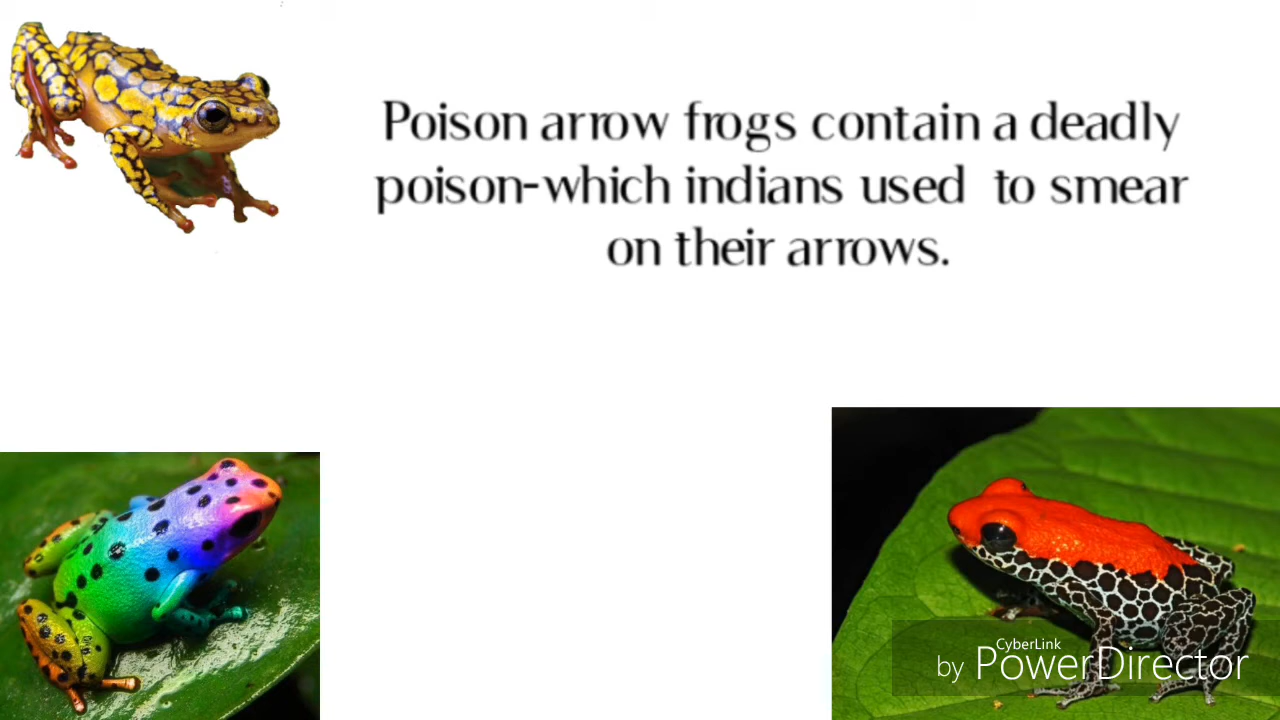 Poison arrow frogs contain a deadly
poison-which indians used to smear
on their arrows.
CyberLink
by PowerDirector